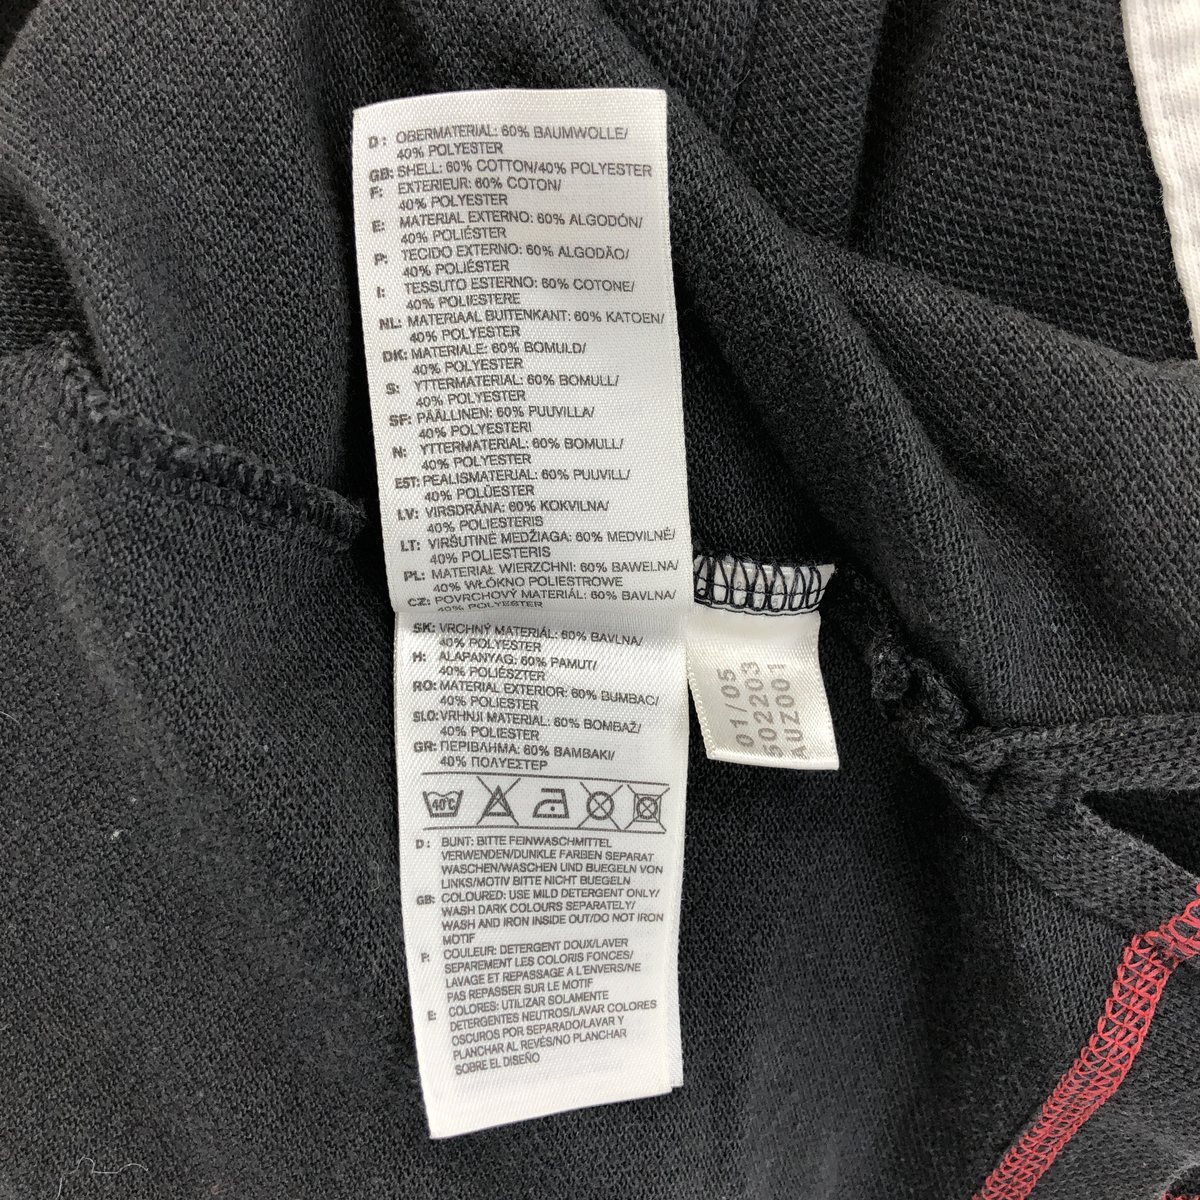 D: OBERMATERIAL: 60% BAUMWOLLE/
40% POLYESTER
GB: SHELL: 60% COTTON/40% POLYESTER
F: EXTERIEUR: 60% COTON/
40% POLYESTER
E: MATERIAL EXTERNO: 60% ALGODÓN/
40% POLIÉSTER
P: TECIDO EXTERNO: 60% ALGODÃO/
40% POLIÉSTER
I: TESSUTO ESTERNO: 60% COTONE/
40% POLIESTERE
NL: MATERIAAL BUITENKANT: 60% KATOEN/
40% POLYESTER
DK: MATERIALE: 60% BOMULD/
40% POLYESTER
S: YTTERMATERIAL: 60% BOMULL/
40% POLYESTER
SF: PÄÄLLINEN: 60% PUUVILLA/
40% POLYESTERI
N: YTTERMATERIAL: 60% BOMULL/
40% POLYESTER
EST: PEALISMATERJAL: 60% PUUVILL/
40% POLÜESTER
LV: VIRSDRĀNA: 60% KOKVILNA/
40% POLIESTERIS
LT: VIRŠUTINĖ MEDŽIAGA: 60% MEDVILNĖ/
40% POLIESTERIS
PL: MATERIAŁ WIERZCHNI: 60% BAWEŁNA/
40% WŁÓKNO POLIESTROWE
CZ: POVRCHOVÝ MATERIÁL: 60% BAVLNA/
40% POLYESTER
SK: VRCHNÝ MATERIÁL: 60% BAVLNA/
40% POLYESTER
H: ALAPANYAG: 60% PAMUT/
40% POLIÉSZTER
RO: MATERIAL EXTERIOR: 60% BUMBAC/
40% POLIESTER
SLO: VRHNJI MATERIAL: 60% BOMBAŽ/
40% POLIESTER
GR: ΠΕΡΙΒΛΗΜΑ: 60% ΒΑΜΒΑΚΙ/
40% ΠΟΛΥΕΣΤΕΡ
40°C
D: BUNT: BITTE FEINWASCHMITTEL
VERWENDEN/DUNKLE FARBEN SEPARAT
WASCHEN/WASCHEN UND BUEGELN VON
LINKS/MOTIV BITTE NICHT BUEGELN
GB: COLOURED: USE MILD DETERGENT ONLY/
WASH DARK COLOURS SEPARATELY/
WASH AND IRON INSIDE OUT/DO NOT IRON
MOTIF
F: COULEUR: DETERGENT DOUX/LAVER
SEPAREMENT LES COLORIS FONCES/
LAVAGE ET REPASSAGE A L'ENVERS/NE
PAS REPASSER SUR LE MOTIF
E: COLORES: UTILIZAR SOLAMENTE
DETERGENTES NEUTROS/LAVAR COLORES
OSCUROS POR SEPARADO/LAVAR Y
PLANCHAR AL REVÉS/NO PLANCHAR
SOBRE EL DISEÑO
01/05
502203
AUZ001